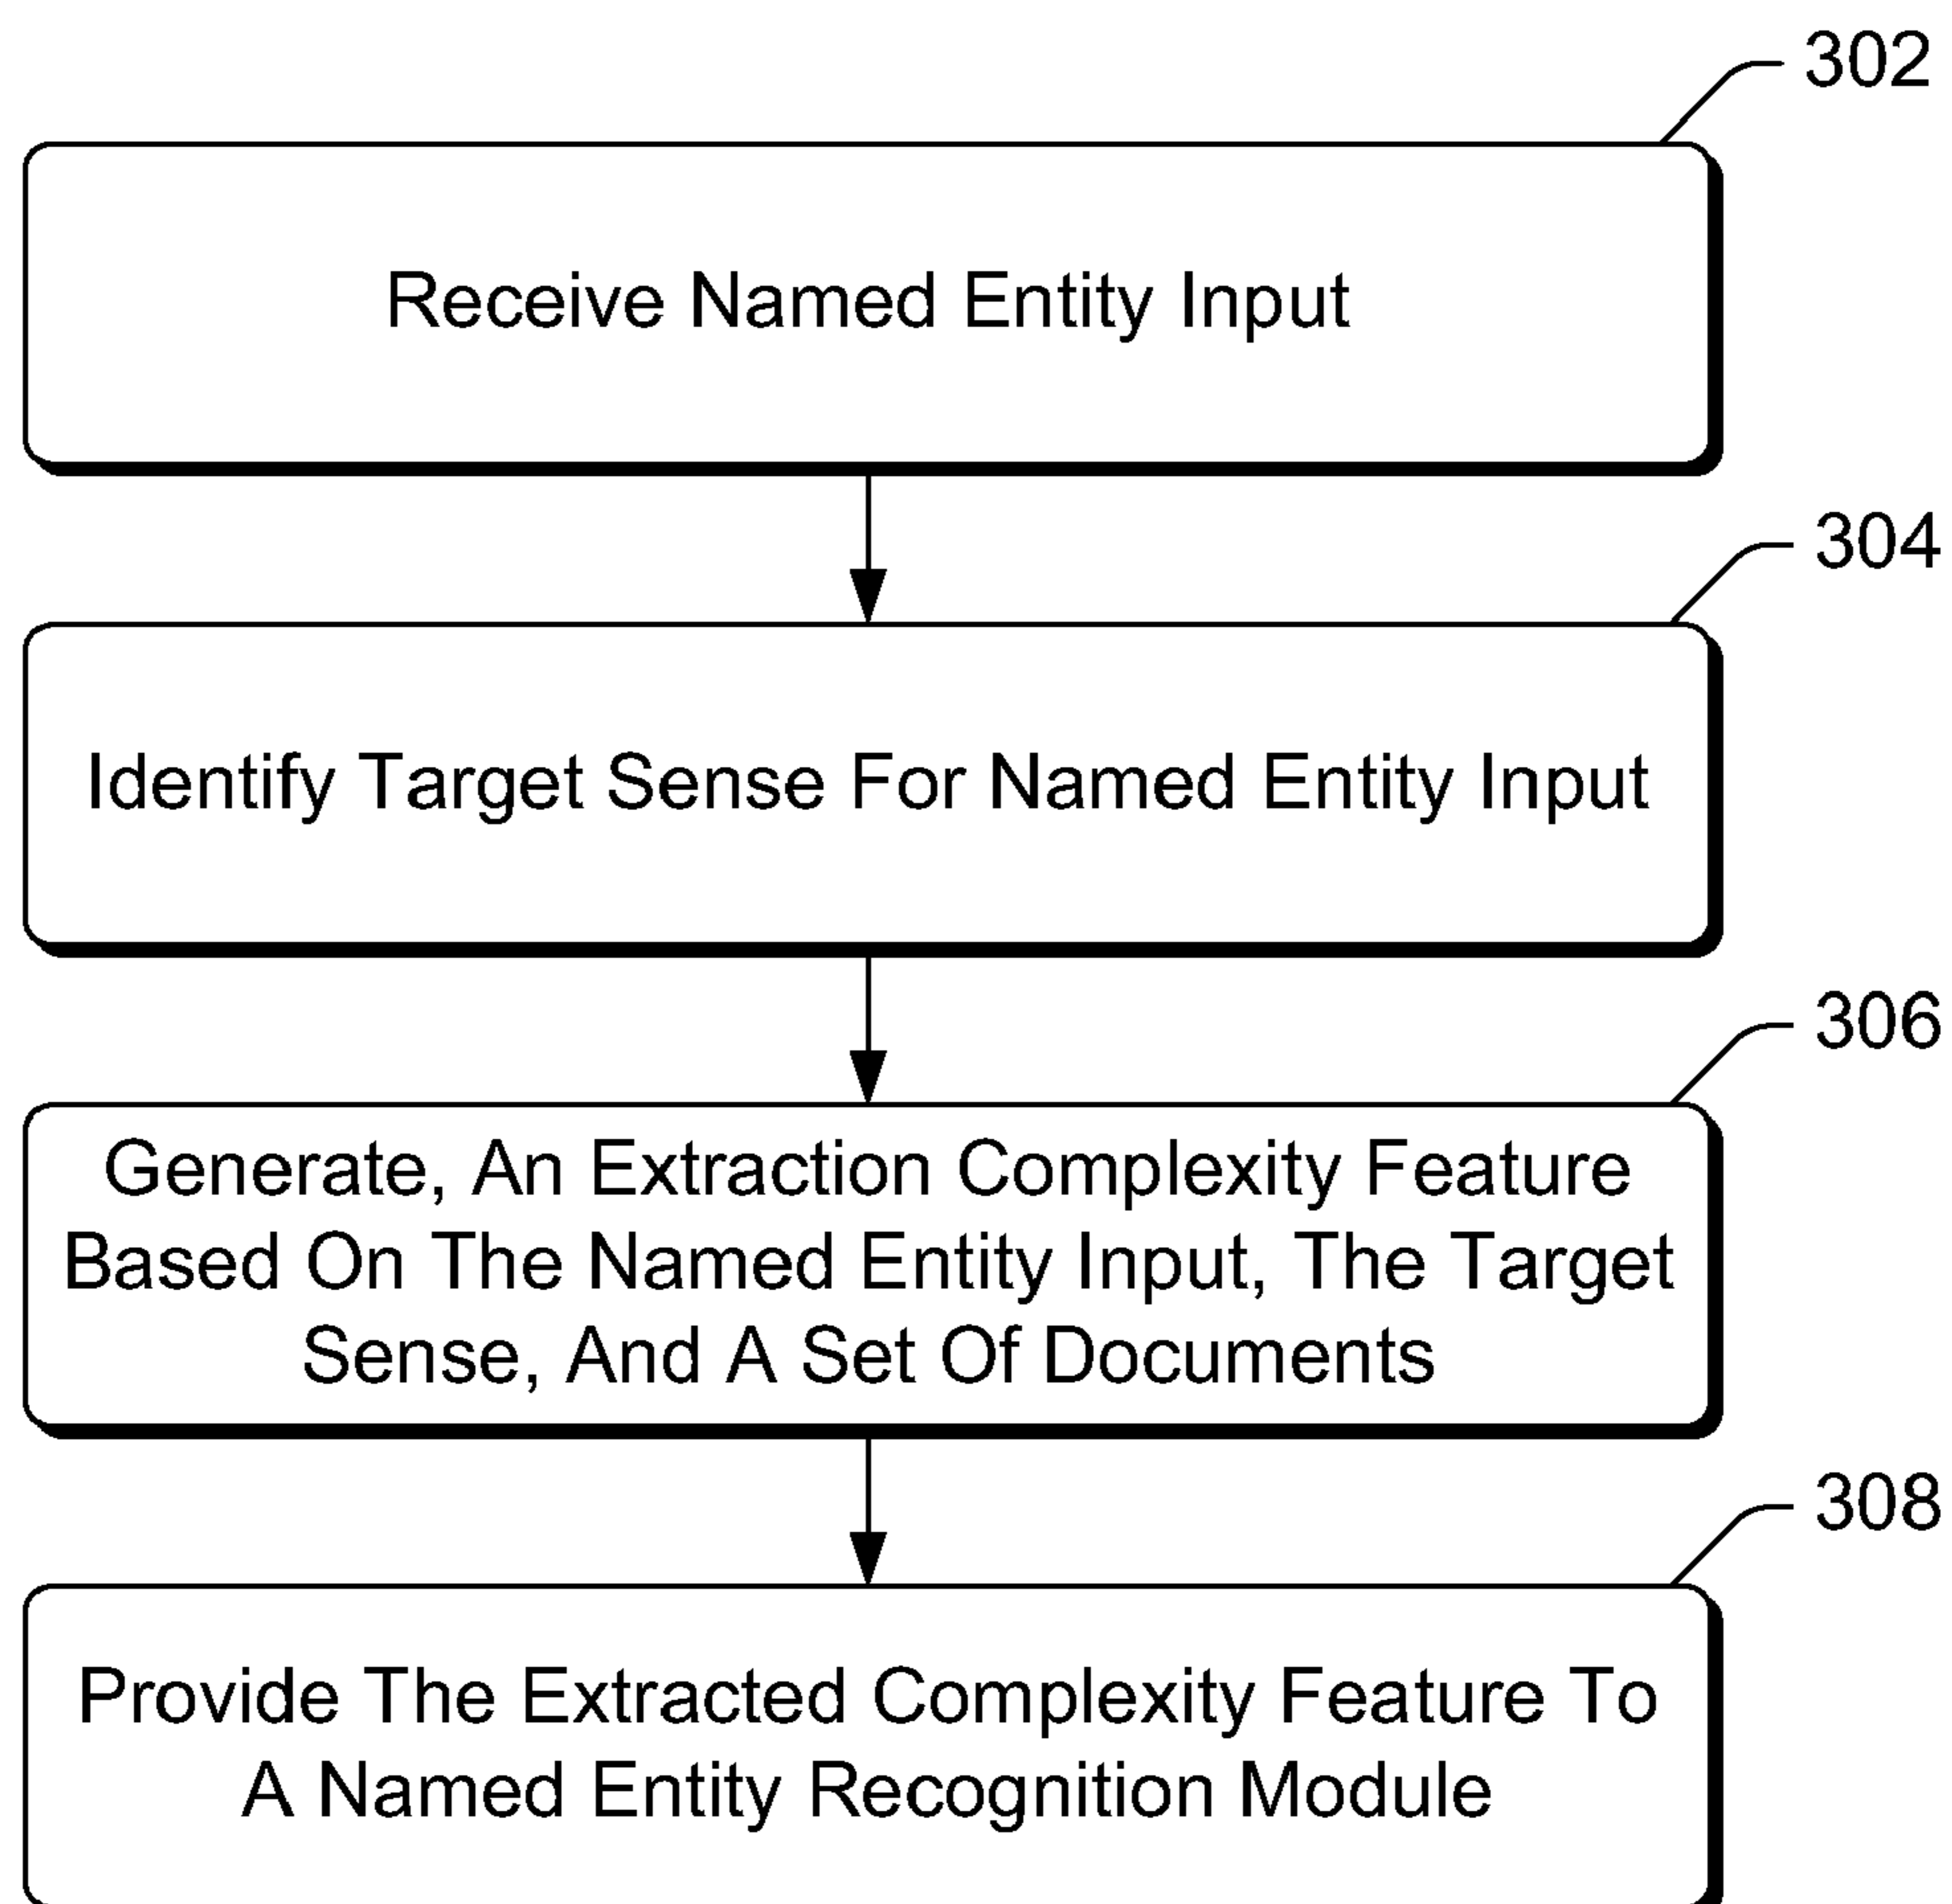 302
Receive Named Entity Input
304
Identify Target Sense For Named Entity Input
306
Generate, An Extraction Complexity Feature
Based On The Named Entity Input, The Target
Sense, And A Set Of Documents
308
Provide The Extracted Complexity Feature To
A Named Entity Recognition Module